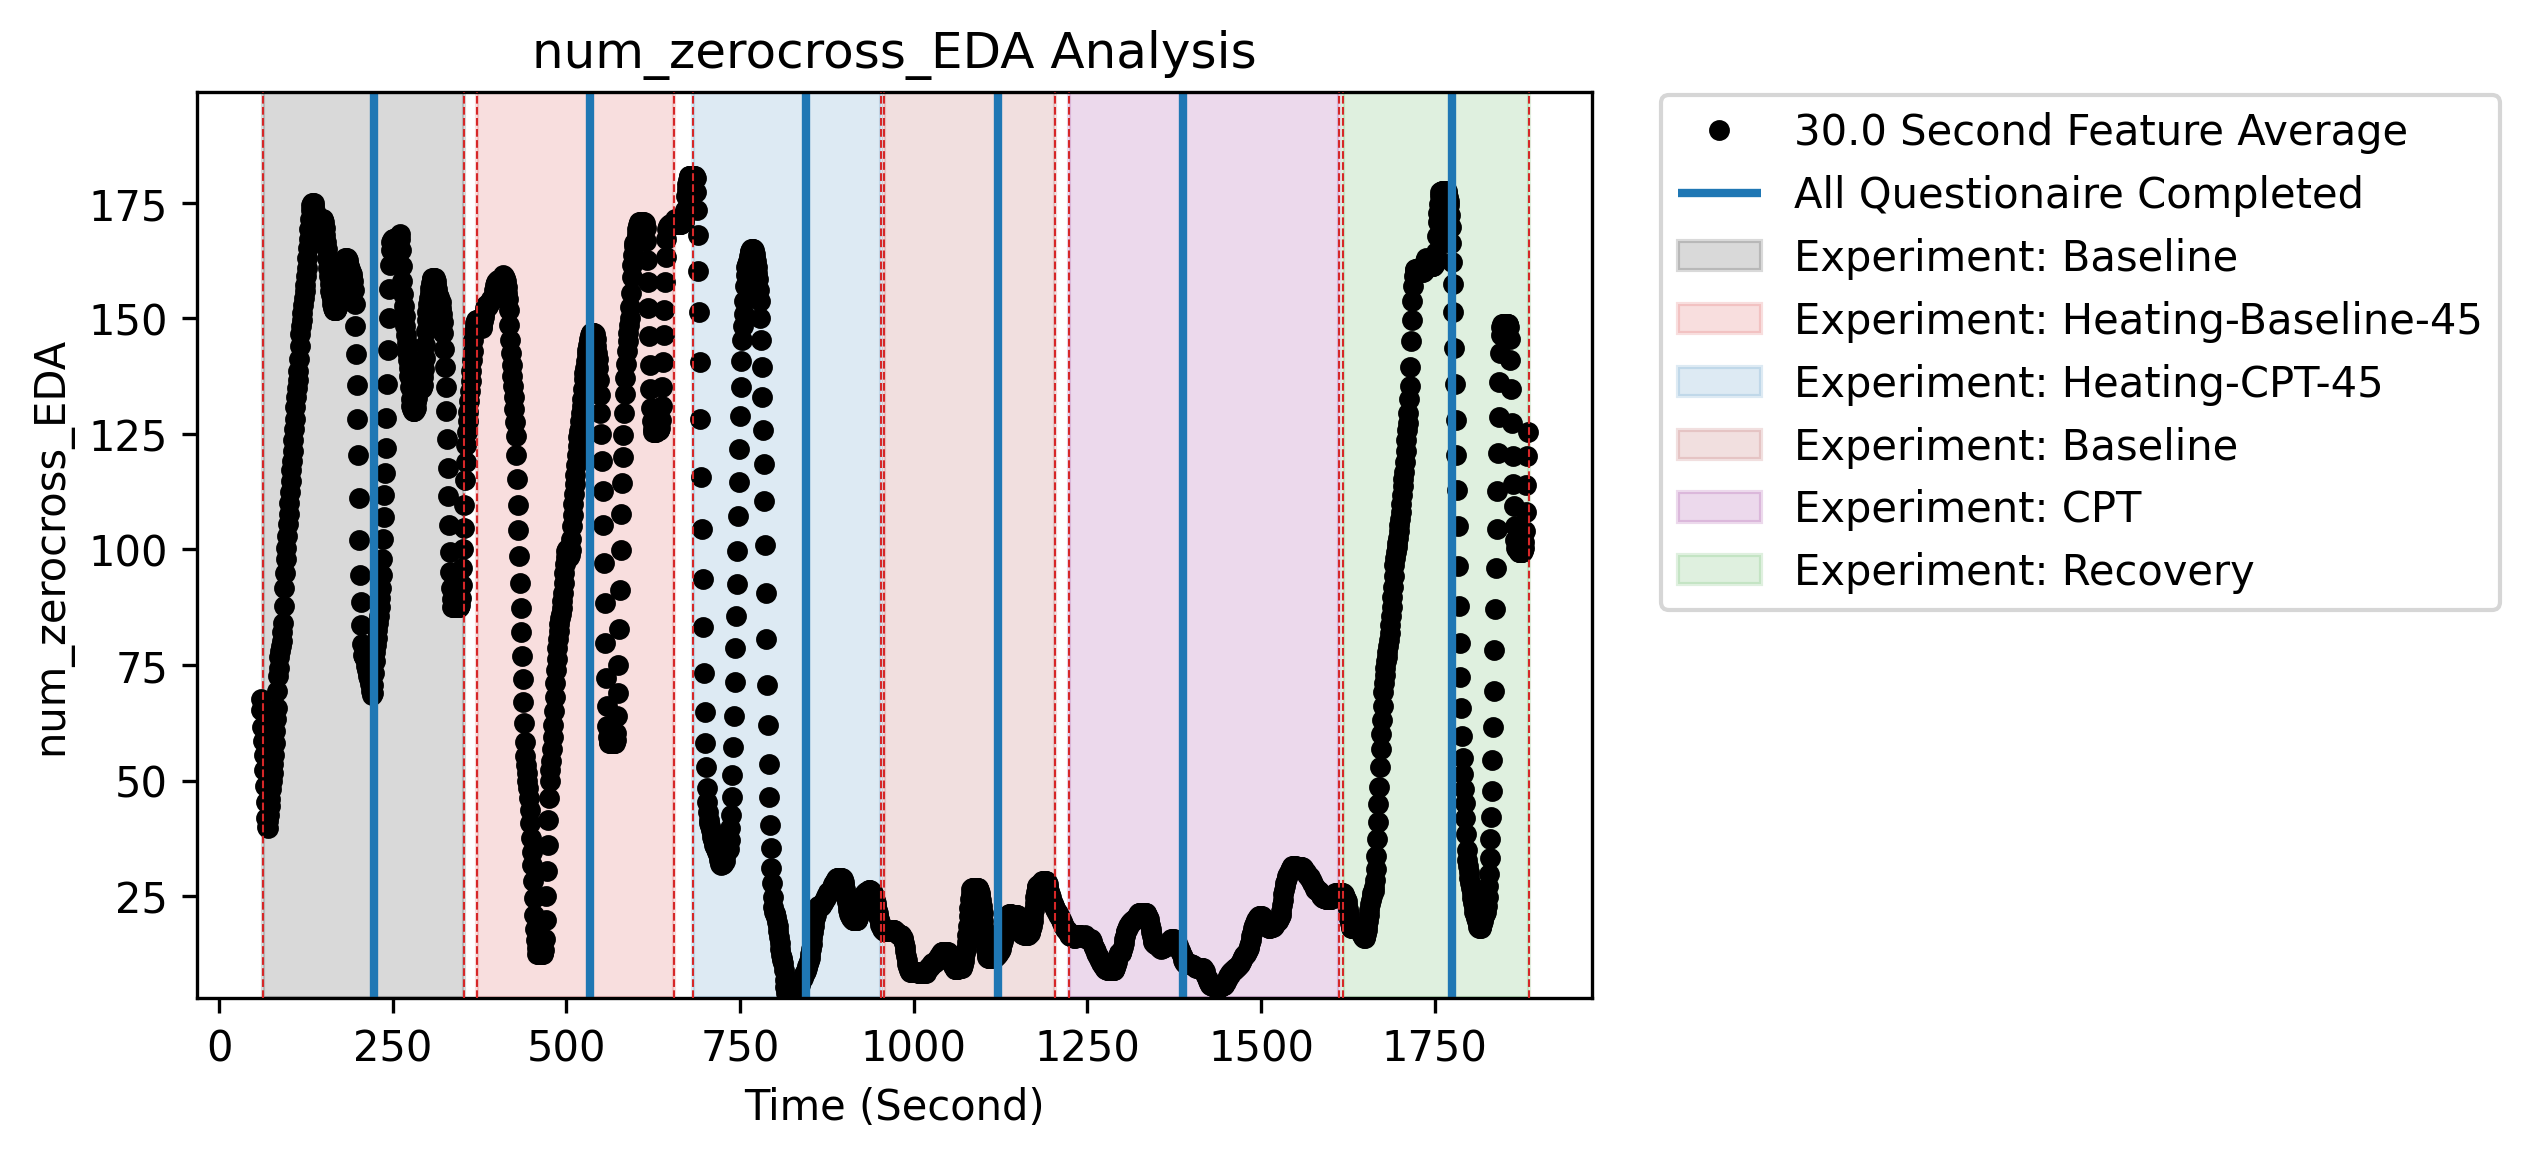 num_zerocross_EDA Analysis
num_zerocross_EDA
175
150
125
100
75
50
25
0
250
500
750
1000
1250
1500
1750
Time (Second)
30.0 Second Feature Average
All Questionaire Completed
Experiment: Baseline
Experiment: Heating-Baseline-45
Experiment: Heating-CPT-45
Experiment: Baseline
Experiment: CPT
Experiment: Recovery